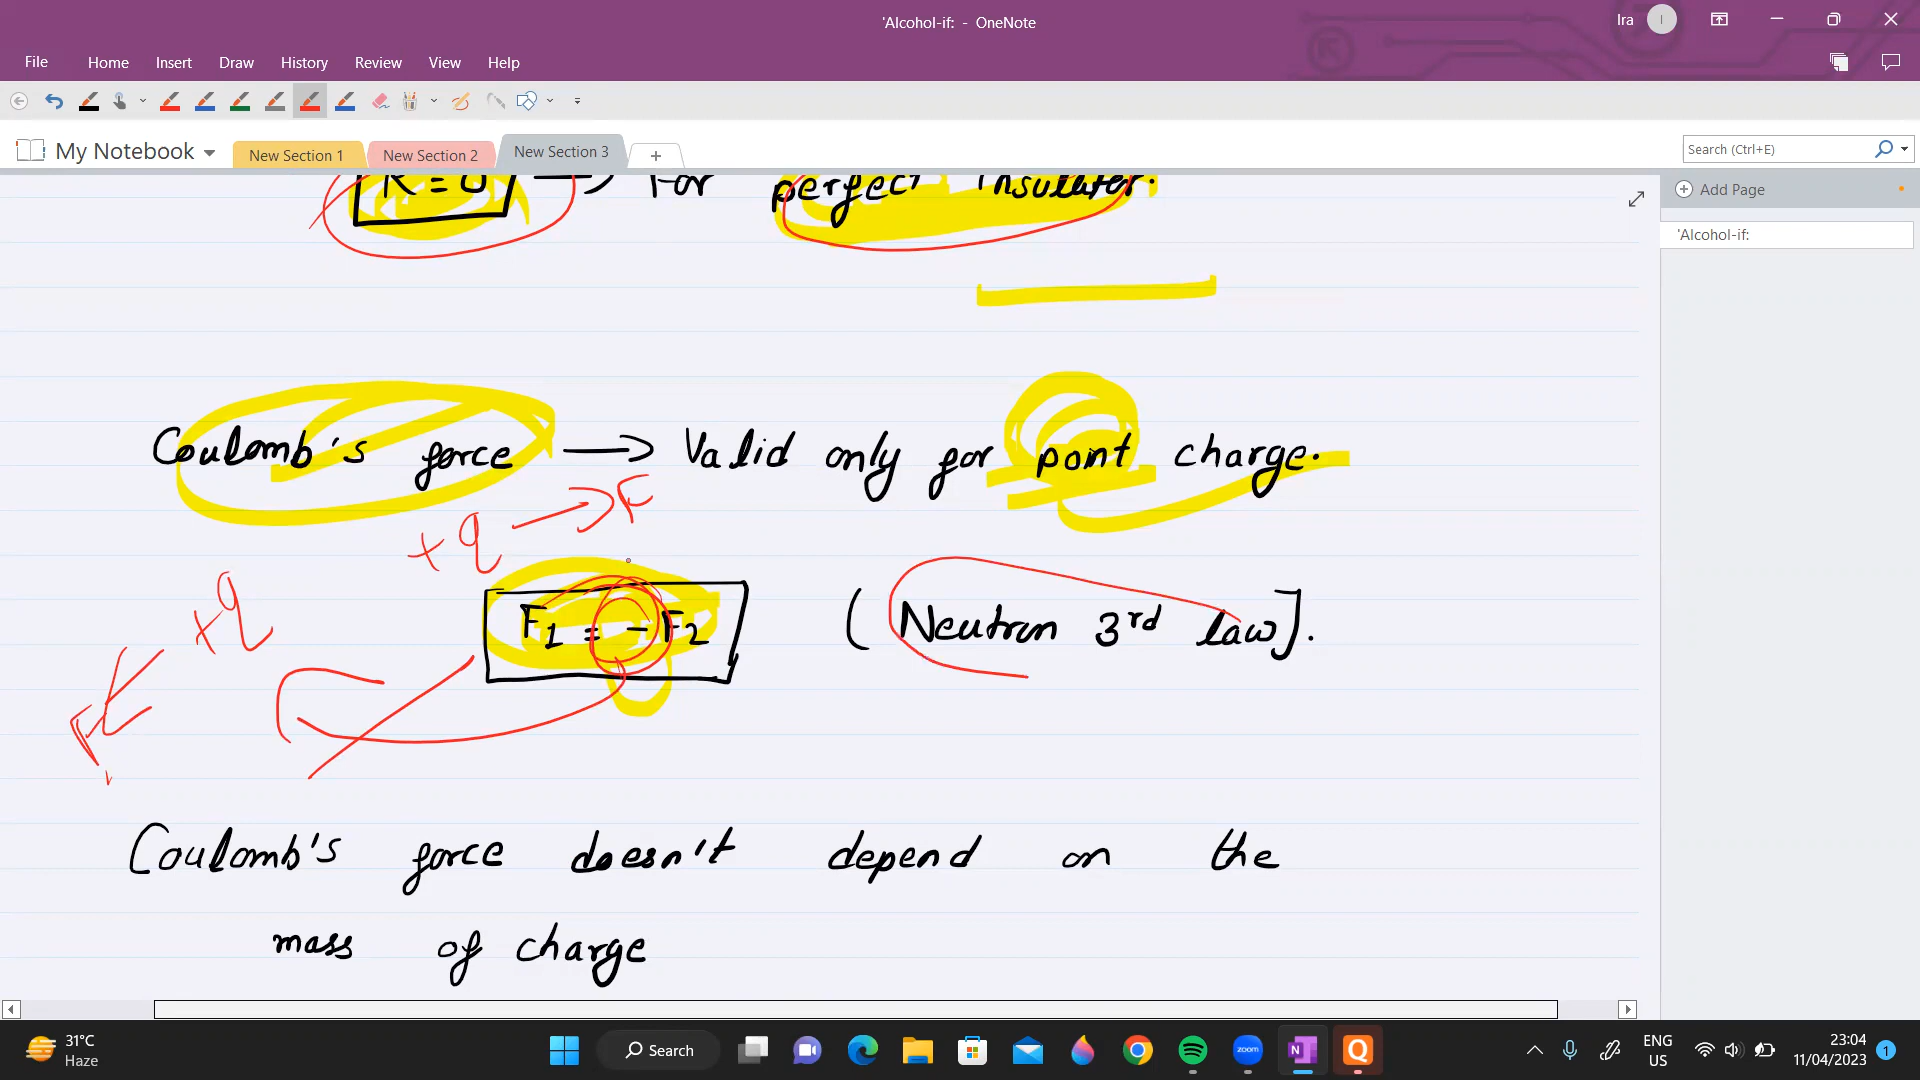 'Alcohol-if: - OneNote
Ira I
File Home Insert Draw History Review View Help
My Notebook New Section 1 New Section 2 New Section 3 +
Search (Ctrl+E)
Add Page
'Alcohol-if:
K = 0 → For perfect insulator.
Coulomb's force → Valid only for point charge.
+q → F
+q
F1 = -F2 (Neutron 3rd law].
F
Coulomb's force doesn't depend on the
mass of charge
31°C
Haze
Search
zoom
N
Q
ENG
US
23:04
11/04/2023
1